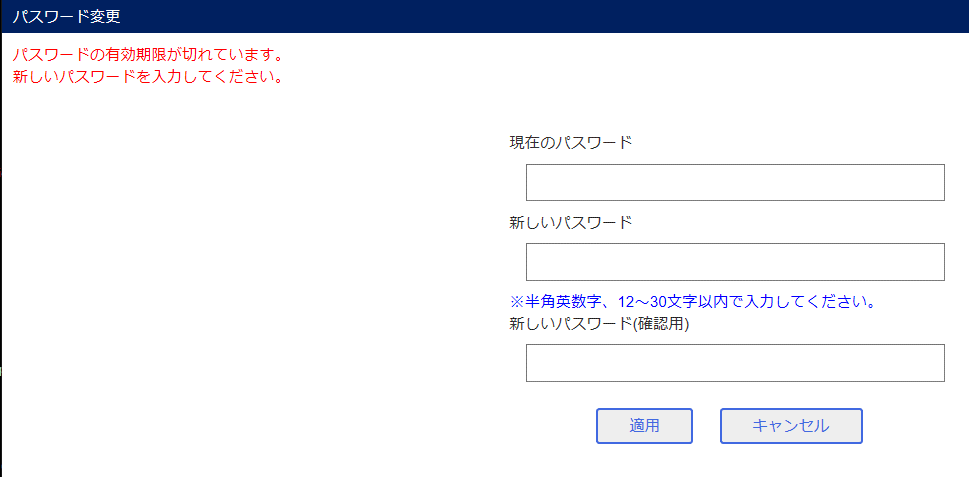 パスワード変更
パスワードの有効期限が切れています。
新しいパスワードを入力してください。
現在のパスワード
新しいパスワード
※半角英数字、12～30文字以内で入力してください。
新しいパスワード(確認用)
適用
キャンセル